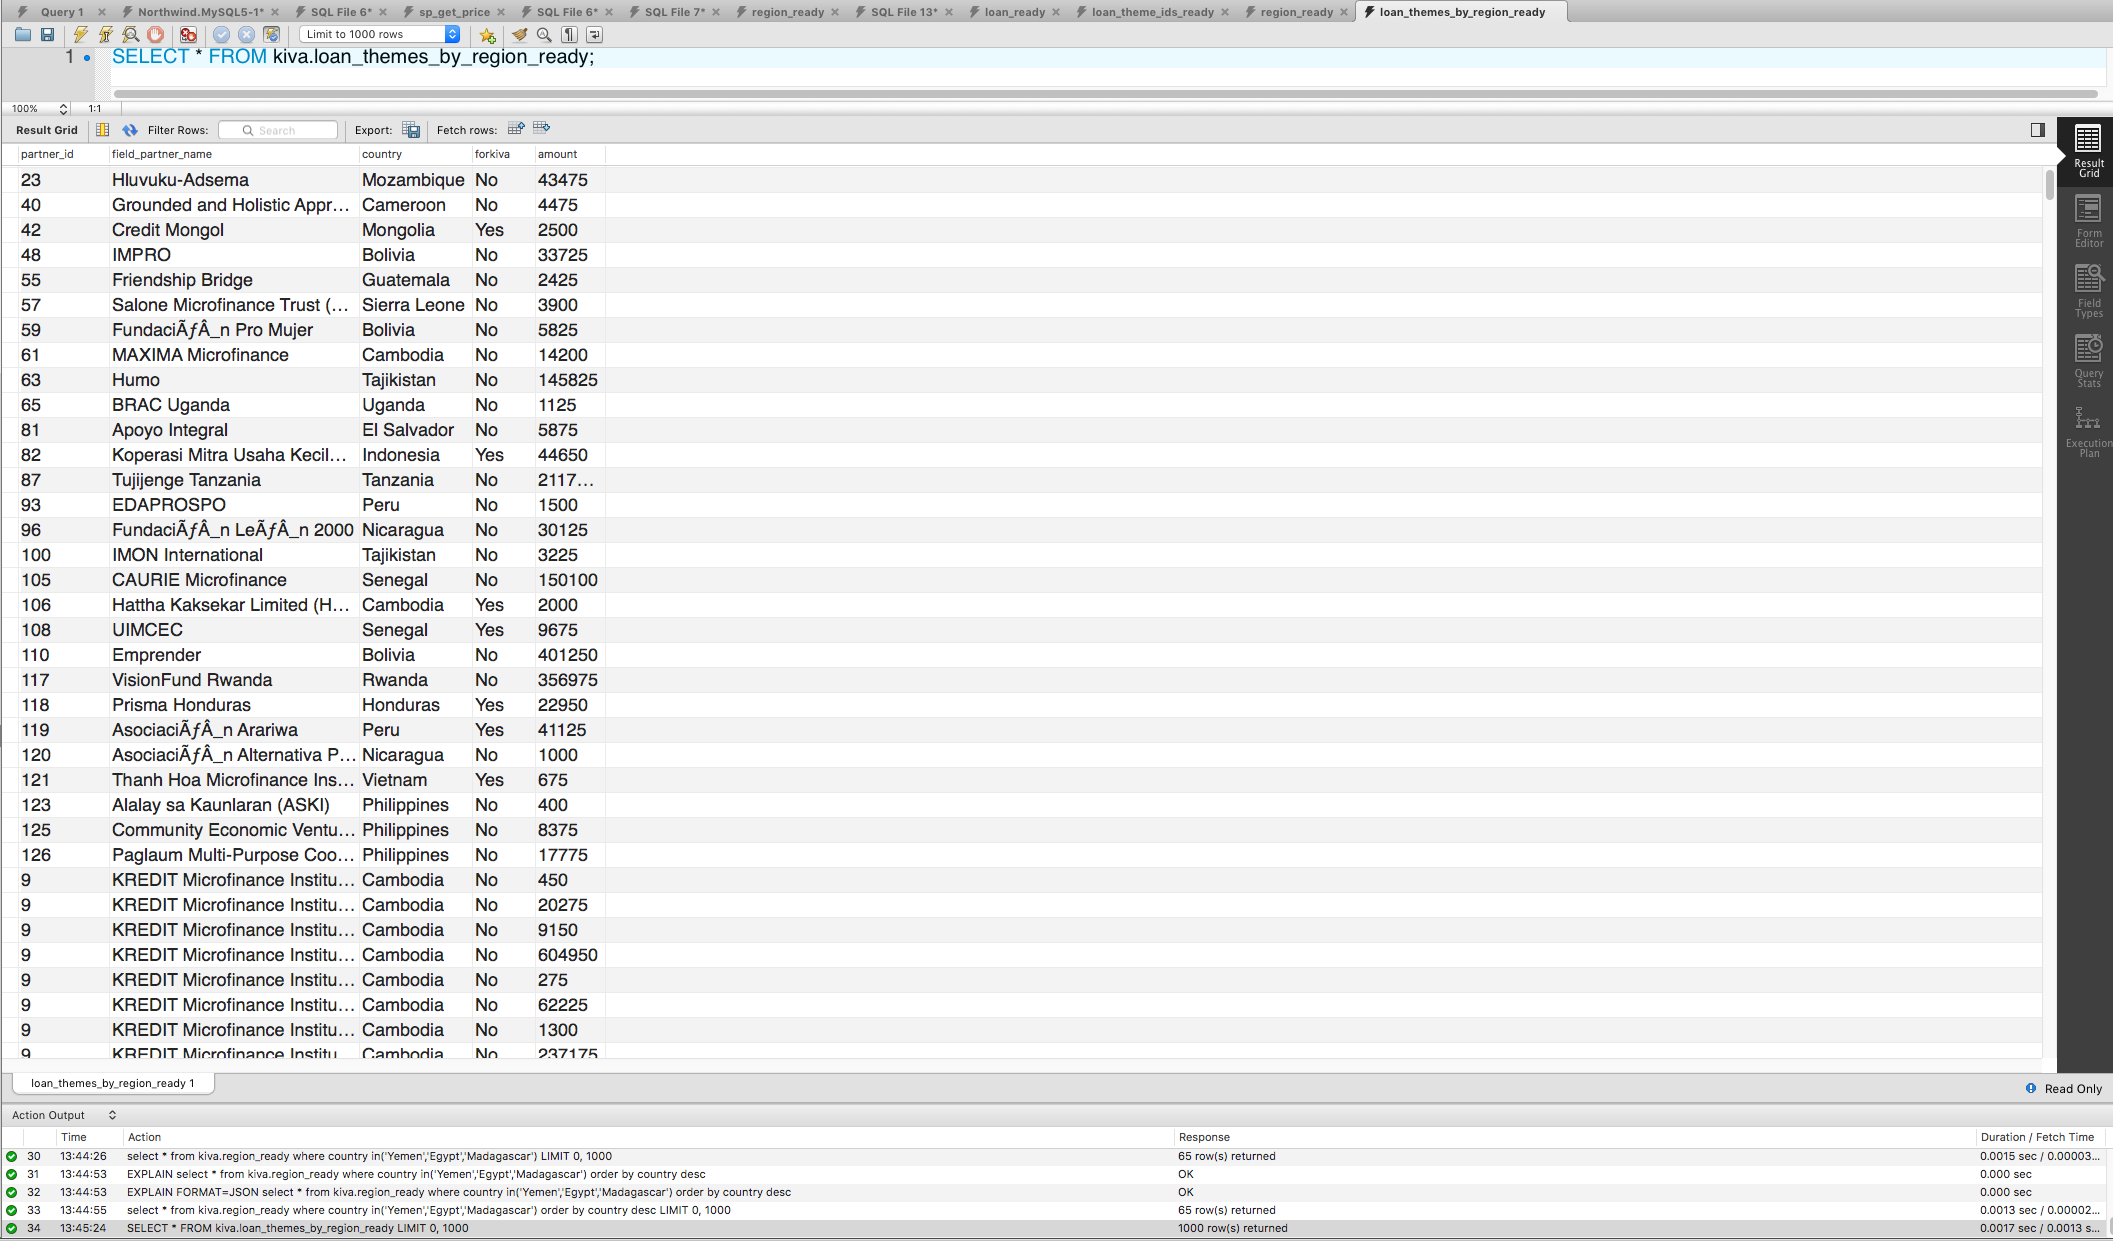 Query 1 Northwind.MySQL5-1* SQL File 6* sp_get_price SQL File 6* SQL File 7* region_ready SQL File 13* loan_ready loan_theme_ids_ready region_ready loan_themes_by_region_ready
Limit to 1000 rows
1 SELECT * FROM kiva.loan_themes_by_region_ready;
100% 1:1
Result Grid Filter Rows: Search Export: Fetch rows:
partner_id field_partner_name country forkiva amount
23 Hluvuku-Adsema Mozambique No 43475
40 Grounded and Holistic Appr... Cameroon No 4475
42 Credit Mongol Mongolia Yes 2500
48 IMPRO Bolivia No 33725
55 Friendship Bridge Guatemala No 2425
57 Salone Microfinance Trust (... Sierra Leone No 3900
59 FundaciÃƒÂ_n Pro Mujer Bolivia No 5825
61 MAXIMA Microfinance Cambodia No 14200
63 Humo Tajikistan No 145825
65 BRAC Uganda Uganda No 1125
81 Apoyo Integral El Salvador No 5875
82 Koperasi Mitra Usaha Kecil... Indonesia Yes 44650
87 Tujijenge Tanzania Tanzania No 2117...
93 EDAPROSPO Peru No 1500
96 FundaciÃƒÂ_n LeÃƒÂ_n 2000 Nicaragua No 30125
100 IMON International Tajikistan No 3225
105 CAURIE Microfinance Senegal No 150100
106 Hattha Kaksekar Limited (H... Cambodia Yes 2000
108 UIMCEC Senegal Yes 9675
110 Emprender Bolivia No 401250
117 VisionFund Rwanda Rwanda No 356975
118 Prisma Honduras Honduras Yes 22950
119 AsociaciÃƒÂ_n Arariwa Peru Yes 41125
120 AsociaciÃƒÂ_n Alternativa P... Nicaragua No 1000
121 Thanh Hoa Microfinance Ins... Vietnam Yes 675
123 Alalay sa Kaunlaran (ASKI) Philippines No 400
125 Community Economic Ventu... Philippines No 8375
126 Paglaum Multi-Purpose Coo... Philippines No 17775
9 KREDIT Microfinance Institu... Cambodia No 450
9 KREDIT Microfinance Institu... Cambodia No 20275
9 KREDIT Microfinance Institu... Cambodia No 9150
9 KREDIT Microfinance Institu... Cambodia No 604950
9 KREDIT Microfinance Institu... Cambodia No 275
9 KREDIT Microfinance Institu... Cambodia No 62225
9 KREDIT Microfinance Institu... Cambodia No 1300
9 KREDIT Microfinance Institu... Cambodia No 237175
Result
Grid
Form
Editor
Field
Types
Query
Stats
Execution
Plan
loan_themes_by_region_ready 1 Read Only
Action Output
Time Action Response Duration / Fetch Time
30 13:44:26 select * from kiva.region_ready where country in('Yemen','Egypt','Madagascar') LIMIT 0, 1000 65 row(s) returned 0.0015 sec / 0.00003...
31 13:44:53 EXPLAIN select * from kiva.region_ready where country in('Yemen','Egypt','Madagascar') order by country desc OK 0.000 sec
32 13:44:53 EXPLAIN FORMAT=JSON select * from kiva.region_ready where country in('Yemen','Egypt','Madagascar') order by country desc OK 0.000 sec
33 13:44:55 select * from kiva.region_ready where country in('Yemen','Egypt','Madagascar') order by country desc LIMIT 0, 1000 65 row(s) returned 0.0013 sec / 0.00002...
34 13:45:24 SELECT * FROM kiva.loan_themes_by_region_ready LIMIT 0, 1000 1000 row(s) returned 0.0017 sec / 0.0013 s...